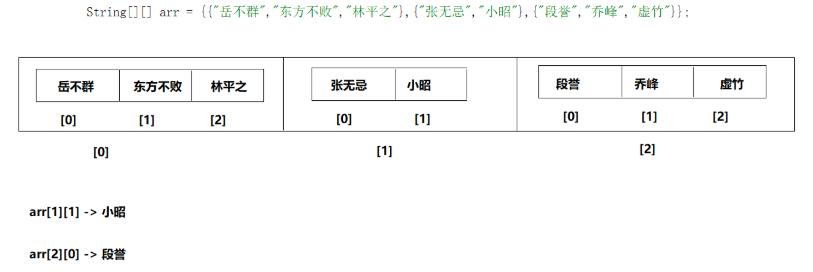 String[][] arr = {{"岳不群","东方不败","林平之"},{"张无忌","小昭"},{"段誉","乔峰","虚竹"}};
岳不群 东方不败 林平之 张无忌 小昭 段誉 乔峰 虚竹
[0] [1] [2] [0] [1] [0] [1] [2]
[0] [1] [2]
arr[1][1] -> 小昭
arr[2][0] -> 段誉